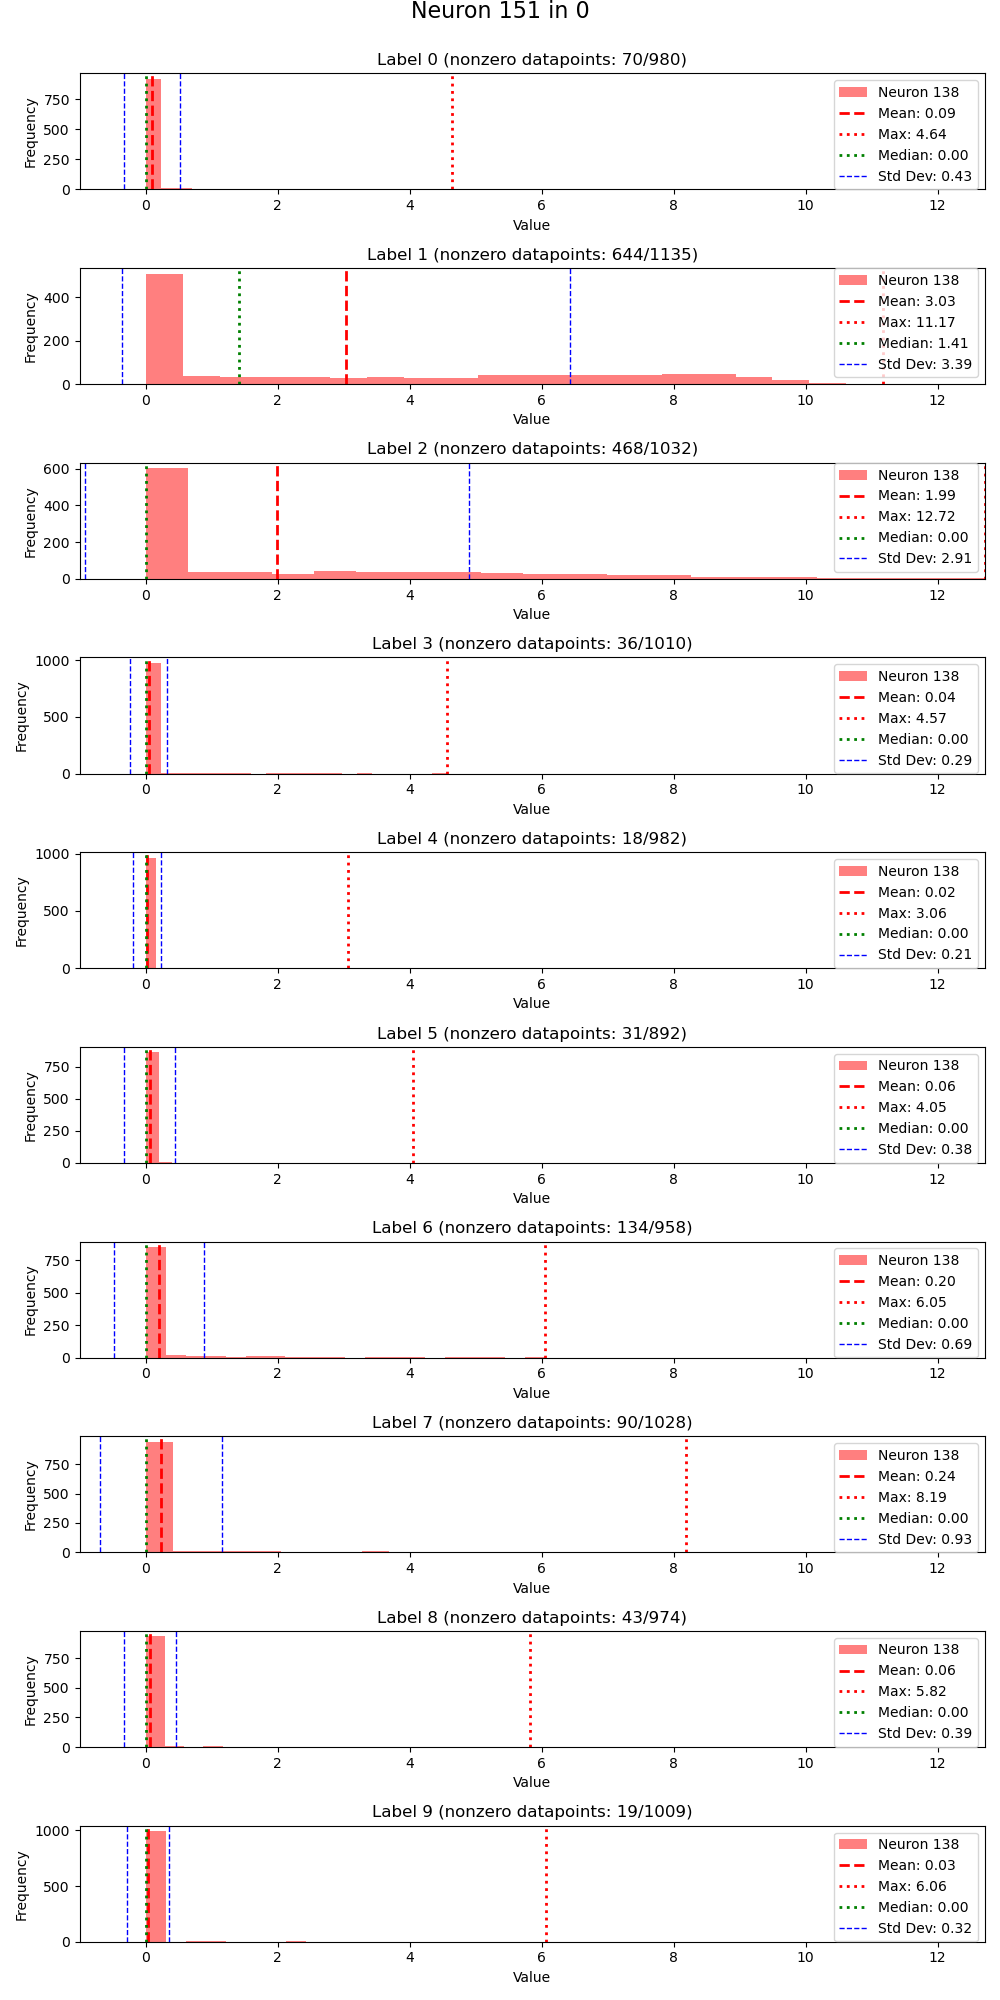 Neuron 151 in 0
Label 0 (nonzero datapoints: 70/980)
Frequency
750
500
250
0
Neuron 138
Mean: 0.09
Max: 4.64
Median: 0.00
Std Dev: 0.43
0 2 4 6 8 10 12
Value
Label 1 (nonzero datapoints: 644/1135)
Frequency
400
200
0
Neuron 138
Mean: 3.03
Max: 11.17
Median: 1.41
Std Dev: 3.39
0 2 4 6 8 10 12
Value
Label 2 (nonzero datapoints: 468/1032)
Frequency
600
400
200
0
Neuron 138
Mean: 1.99
Max: 12.72
Median: 0.00
Std Dev: 2.91
0 2 4 6 8 10 12
Value
Label 3 (nonzero datapoints: 36/1010)
Frequency
1000
500
0
Neuron 138
Mean: 0.04
Max: 4.57
Median: 0.00
Std Dev: 0.29
0 2 4 6 8 10 12
Value
Label 4 (nonzero datapoints: 18/982)
Frequency
1000
500
0
Neuron 138
Mean: 0.02
Max: 3.06
Median: 0.00
Std Dev: 0.21
0 2 4 6 8 10 12
Value
Label 5 (nonzero datapoints: 31/892)
Frequency
750
500
250
0
Neuron 138
Mean: 0.06
Max: 4.05
Median: 0.00
Std Dev: 0.38
0 2 4 6 8 10 12
Value
Label 6 (nonzero datapoints: 134/958)
Frequency
750
500
250
0
Neuron 138
Mean: 0.20
Max: 6.05
Median: 0.00
Std Dev: 0.69
0 2 4 6 8 10 12
Value
Label 7 (nonzero datapoints: 90/1028)
Frequency
750
500
250
0
Neuron 138
Mean: 0.24
Max: 8.19
Median: 0.00
Std Dev: 0.93
0 2 4 6 8 10 12
Value
Label 8 (nonzero datapoints: 43/974)
Frequency
750
500
250
0
Neuron 138
Mean: 0.06
Max: 5.82
Median: 0.00
Std Dev: 0.39
0 2 4 6 8 10 12
Value
Label 9 (nonzero datapoints: 19/1009)
Frequency
1000
500
0
Neuron 138
Mean: 0.03
Max: 6.06
Median: 0.00
Std Dev: 0.32
0 2 4 6 8 10 12
Value